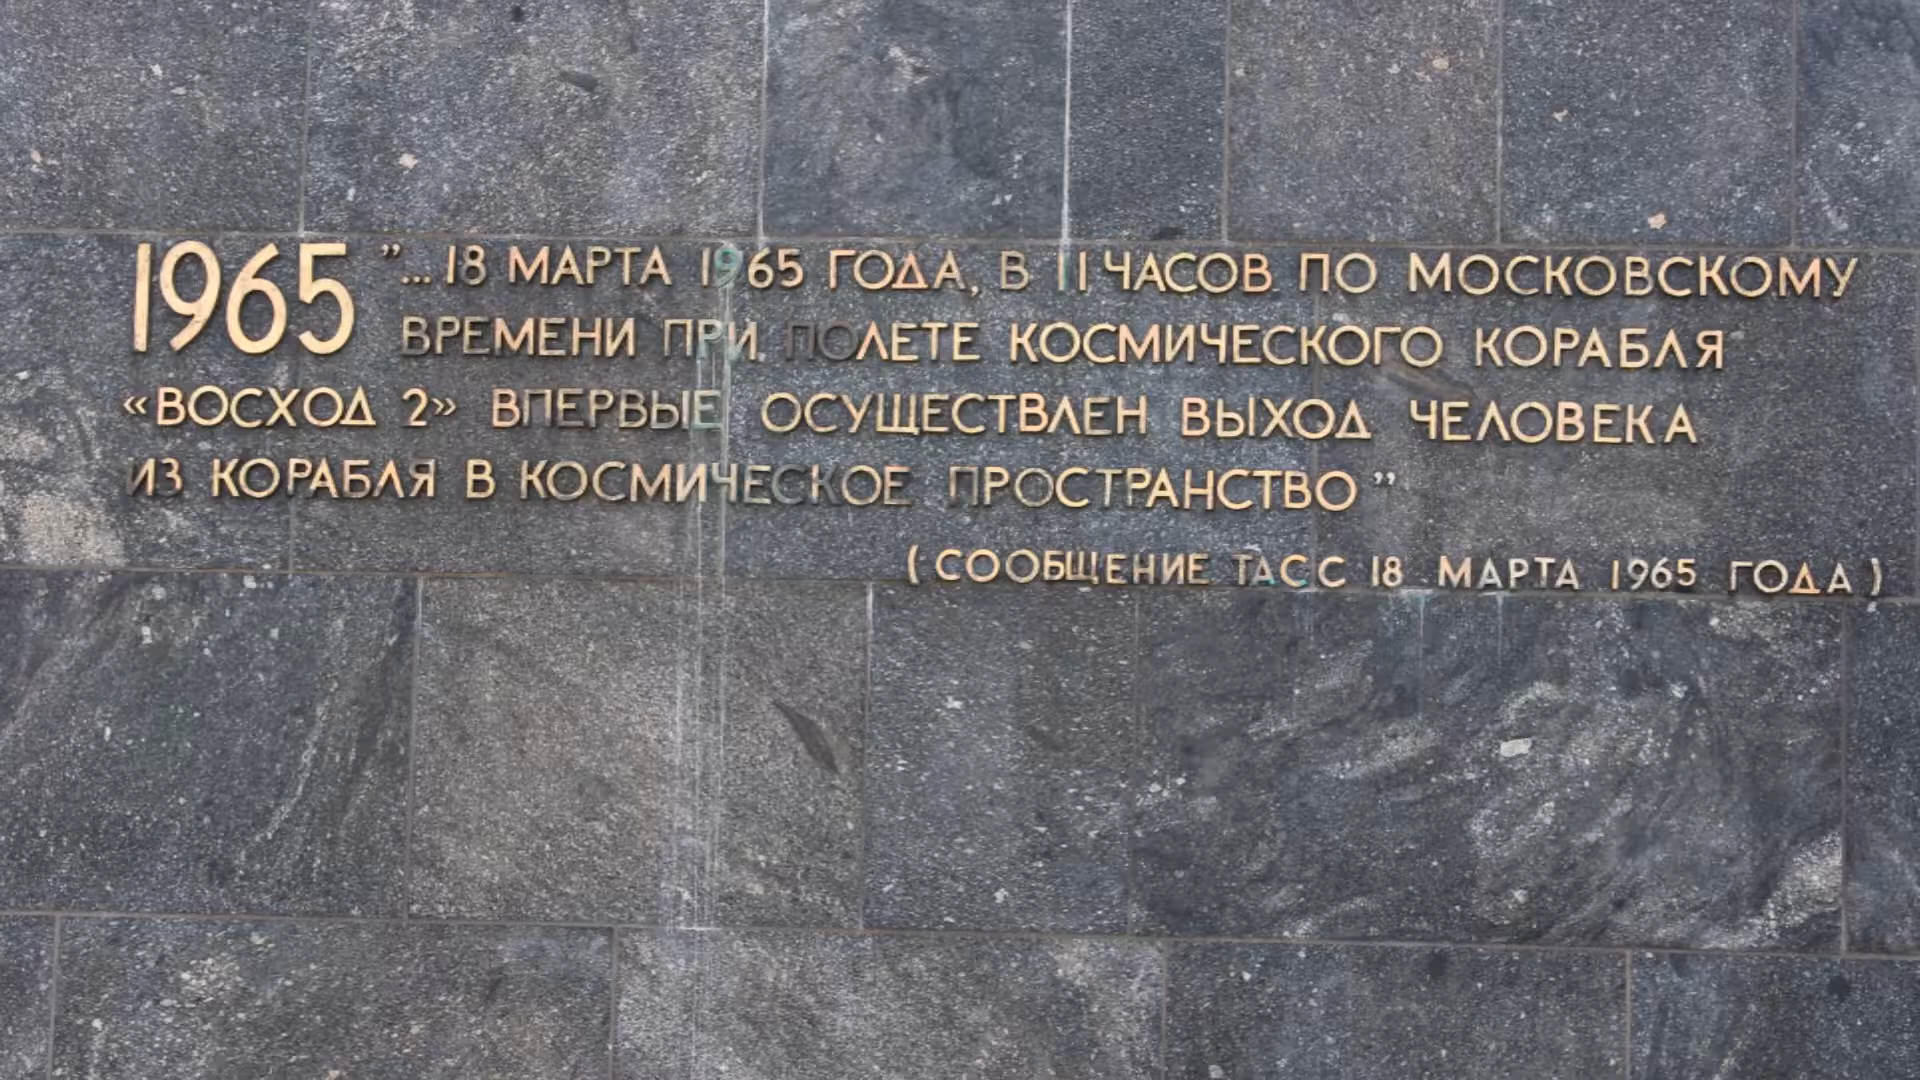 1965 "...18 МАРТА 1965 ГОДА, В 11 ЧАСОВ ПО МОСКОВСКОМУ
ВРЕМЕНИ ПРИ ПОЛЕТЕ КОСМИЧЕСКОГО КОРАБЛЯ
«ВОСХОД 2» ВПЕРВЫЕ ОСУЩЕСТВЛЕН ВЫХОД ЧЕЛОВЕКА
ИЗ КОРАБЛЯ В КОСМИЧЕСКОЕ ПРОСТРАНСТВО"
(СООБЩЕНИЕ ТАСС 18 МАРТА 1965 ГОДА)